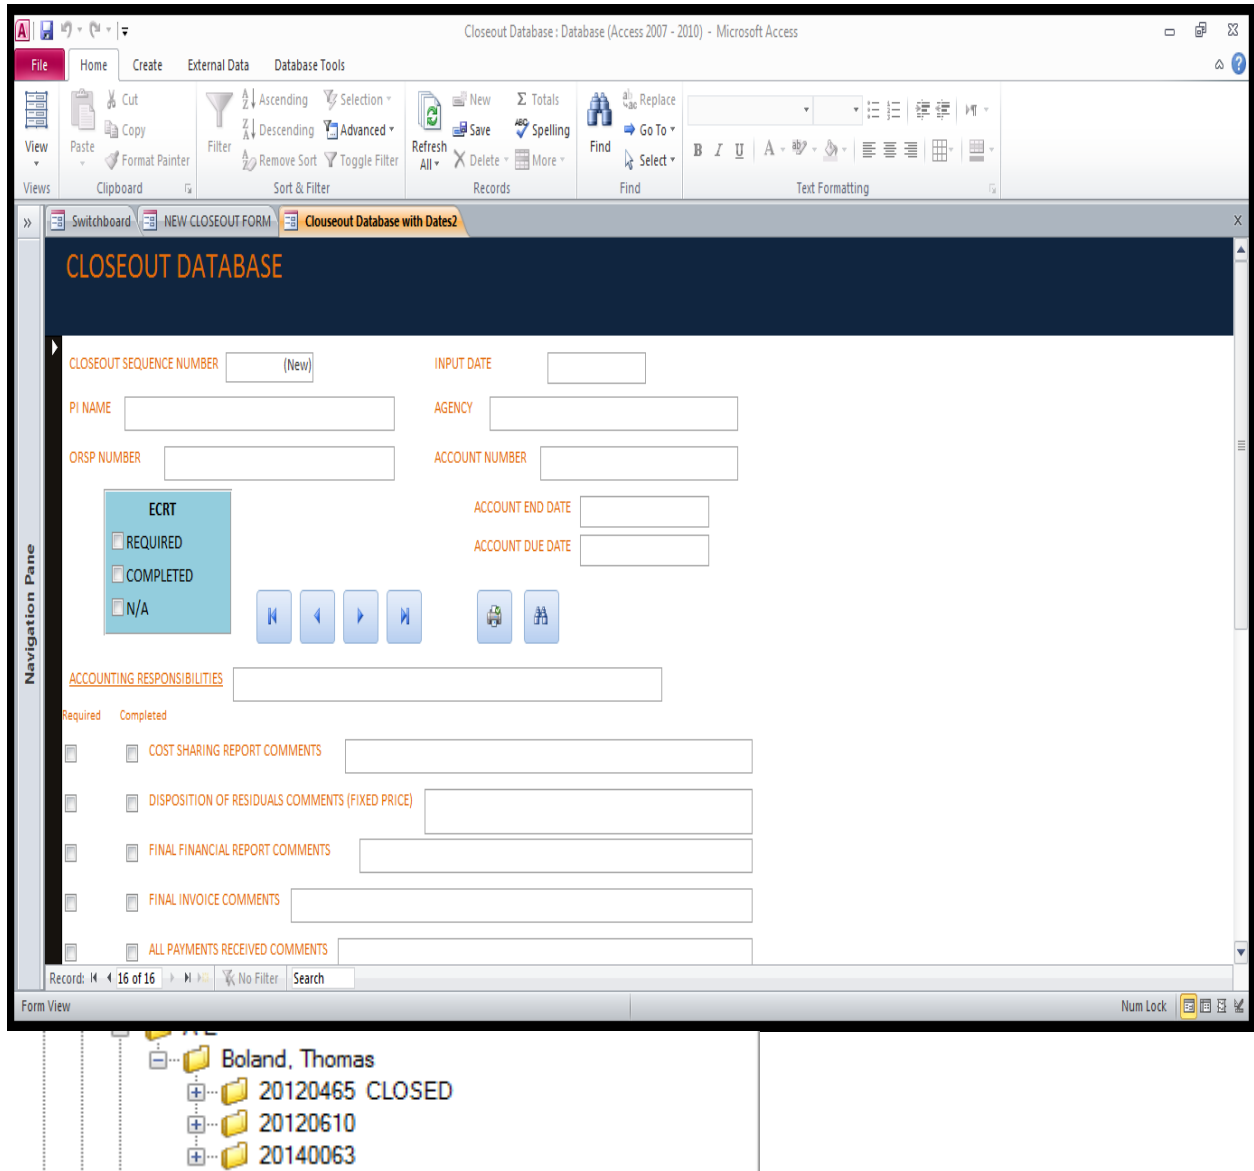 Closeout Database : Database (Access 2007 - 2010) - Microsoft Access
File Home Create External Data Database Tools
Cut Ascending Selection New Totals Replace
Copy Descending Advanced Save Spelling Go To
View Paste Format Painter Filter Remove Sort Toggle Filter Refresh All Delete More Find Select
B I U A
Views Clipboard Sort & Filter Records Find Text Formatting
» Switchboard NEW CLOSEOUT FORM Clouseout Database with Dates2 X
CLOSEOUT DATABASE
CLOSEOUT SEQUENCE NUMBER (New) INPUT DATE
PI NAME AGENCY
ORSP NUMBER ACCOUNT NUMBER
ECRT ACCOUNT END DATE
REQUIRED ACCOUNT DUE DATE
COMPLETED
N/A
Navigation Pane
ACCOUNTING RESPONSIBILITIES
Required Completed
COST SHARING REPORT COMMENTS
DISPOSITION OF RESIDUALS COMMENTS (FIXED PRICE)
FINAL FINANCIAL REPORT COMMENTS
FINAL INVOICE COMMENTS
ALL PAYMENTS RECEIVED COMMENTS
Record: 16 of 16 No Filter Search
Form View Num Lock
Boland, Thomas
20120465 CLOSED
20120610
20140063